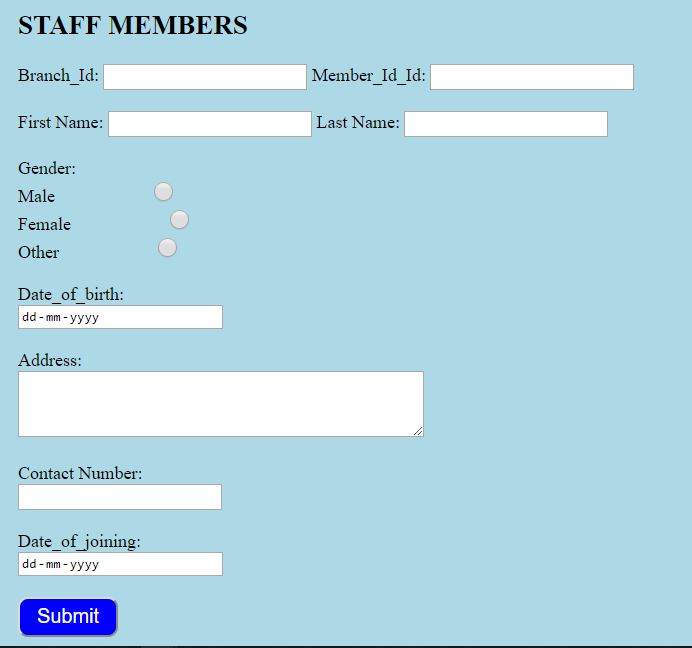 STAFF MEMBERS
Branch_Id: Member_Id_Id:
First Name: Last Name:
Gender:
Male
Female
Other
Date_of_birth:
dd-mm-yyyy
Address:
Contact Number:
Date_of_joining:
dd-mm-yyyy
Submit